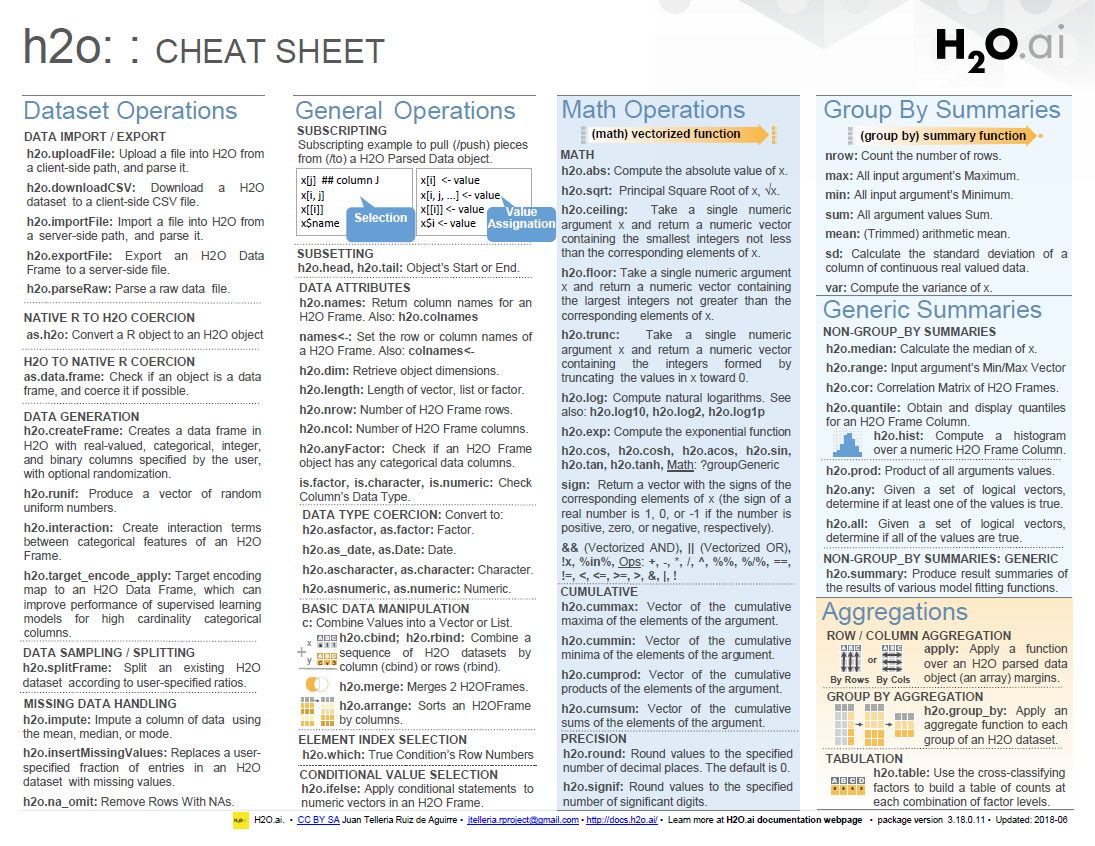 h2o: : CHEAT SHEET
H2O.ai
Dataset Operations
DATA IMPORT / EXPORT
h2o.uploadFile: Upload a file into H2O from
a client-side path, and parse it.
h2o.downloadCSV: Download a H2O
dataset to a client-side CSV file.
h2o.importFile: Import a file into H2O from
a server-side path, and parse it.
h2o.exportFile: Export an H2O Data
Frame to a server-side file.
h2o.parseRaw: Parse a raw data file.
NATIVE R TO H2O COERCION
as.h2o: Convert a R object to an H2O object
H2O TO NATIVE R COERCION
as.data.frame: Check if an object is a data
frame, and coerce it if possible.
DATA GENERATION
h2o.createFrame: Creates a data frame in
H2O with real-valued, categorical, integer,
and binary columns specified by the user,
with optional randomization.
h2o.runif: Produce a vector of random
uniform numbers.
h2o.interaction: Create interaction terms
between categorical features of an H2O
Frame.
h2o.target_encode_apply: Target encoding
map to an H2O Data Frame, which can
improve performance of supervised learning
models for high cardinality categorical
columns.
DATA SAMPLING / SPLITTING
h2o.splitFrame: Split an existing H2O
dataset according to user-specified ratios.
MISSING DATA HANDLING
h2o.impute: Impute a column of data using
the mean, median, or mode.
h2o.insertMissingValues: Replaces a user-
specified fraction of entries in an H2O
dataset with missing values.
h2o.na_omit: Remove Rows With NAs.
General Operations
SUBSCRIPTING
Subscripting example to pull (/push) pieces
from (/to) a H2O Parsed Data object.
x[j] ## column J
x[i, j]
x[[i]]
x$name
Selection
x[i] <- value
x[i, j, ...] <- value
x[[i]] <- value
x$i <- value
Value
Assignation
SUBSETTING
h2o.head, h2o.tail: Object's Start or End.
DATA ATTRIBUTES
h2o.names: Return column names for an
H2O Frame. Also: h2o.colnames
names<-: Set the row or column names of
a H2O Frame. Also: colnames<-
h2o.dim: Retrieve object dimensions.
h2o.length: Length of vector, list or factor.
h2o.nrow: Number of H2O Frame rows.
h2o.ncol: Number of H2O Frame columns.
h2o.anyFactor: Check if an H2O Frame
object has any categorical data columns.
is.factor, is.character, is.numeric: Check
Column's Data Type.
DATA TYPE COERCION: Convert to:
h2o.asfactor, as.factor: Factor.
h2o.as_date, as.Date: Date.
h2o.ascharacter, as.character: Character.
h2o.asnumeric, as.numeric: Numeric.
BASIC DATA MANIPULATION
c: Combine Values into a Vector or List.
h2o.cbind; h2o.rbind: Combine a
sequence of H2O datasets by
column (cbind) or rows (rbind).
h2o.merge: Merges 2 H2OFrames.
h2o.arrange: Sorts an H2OFrame
by columns.
ELEMENT INDEX SELECTION
h2o.which: True Condition's Row Numbers
CONDITIONAL VALUE SELECTION
h2o.ifelse: Apply conditional statements to
numeric vectors in an H2O Frame.
Math Operations
(math) vectorized function
MATH
h2o.abs: Compute the absolute value of x.
h2o.sqrt: Principal Square Root of x, √x.
h2o.ceiling: Take a single numeric
argument x and return a numeric vector
containing the smallest integers not less
than the corresponding elements of x.
h2o.floor: Take a single numeric argument
x and return a numeric vector containing
the largest integers not greater than the
corresponding elements of x.
h2o.trunc: Take a single numeric
argument x and return a numeric vector
containing the integers formed by
truncating the values in x toward 0.
h2o.log: Compute natural logarithms. See
also: h2o.log10, h2o.log2, h2o.log1p
h2o.exp: Compute the exponential function
h2o.cos, h2o.cosh, h2o.acos, h2o.sin,
h2o.tan, h2o.tanh, Math: ?groupGeneric
sign: Return a vector with the signs of the
corresponding elements of x (the sign of a
real number is 1, 0, or -1 if the number is
positive, zero, or negative, respectively).
&& (Vectorized AND), || (Vectorized OR),
!x, %in%, Ops: +, -, *, /, ^, %%, %/%, ==,
!=, <, <=, >=, >, &, |, !
CUMULATIVE
h2o.cummax: Vector of the cumulative
maxima of the elements of the argument.
h2o.cummin: Vector of the cumulative
minima of the elements of the argument.
h2o.cumprod: Vector of the cumulative
products of the elements of the argument.
h2o.cumsum: Vector of the cumulative
sums of the elements of the argument.
PRECISION
h2o.round: Round values to the specified
number of decimal places. The default is 0.
h2o.signif: Round values to the specified
number of significant digits.
Group By Summaries
(group by) summary function
nrow: Count the number of rows.
max: All input argument's Maximum.
min: All input argument's Minimum.
sum: All argument values Sum.
mean: (Trimmed) arithmetic mean.
sd: Calculate the standard deviation of a
column of continuous real valued data.
var: Compute the variance of x.
Generic Summaries
NON-GROUP_BY SUMMARIES
h2o.median: Calculate the median of x.
h2o.range: Input argument's Min/Max Vector
h2o.cor: Correlation Matrix of H2O Frames.
h2o.quantile: Obtain and display quantiles
for an H2O Frame Column.
h2o.hist: Compute a histogram
over a numeric H2O Frame Column.
h2o.prod: Product of all arguments values.
h2o.any: Given a set of logical vectors,
determine if at least one of the values is true.
h2o.all: Given a set of logical vectors,
determine if all of the values are true.
NON-GROUP_BY SUMMARIES: GENERIC
h2o.summary: Produce result summaries of
the results of various model fitting functions.
Aggregations
ROW / COLUMN AGGREGATION
A B C or A B C
By Rows By Cols
apply: Apply a function
over an H2O parsed data
object (an array) margins.
GROUP BY AGGREGATION
h2o.group_by: Apply an
aggregate function to each
group of an H2O dataset.
TABULATION
A B C D
h2o.table: Use the cross-classifying
factors to build a table of counts at
each combination of factor levels.
H2O.ai. • CC BY SA Juan Telleria Ruiz de Aguirre • jtelleria.rproject@gmail.com • http://docs.h2o.ai/ • Learn more at H2O.ai documentation webpage • package version 3.18.0.11 • Updated: 2018-06